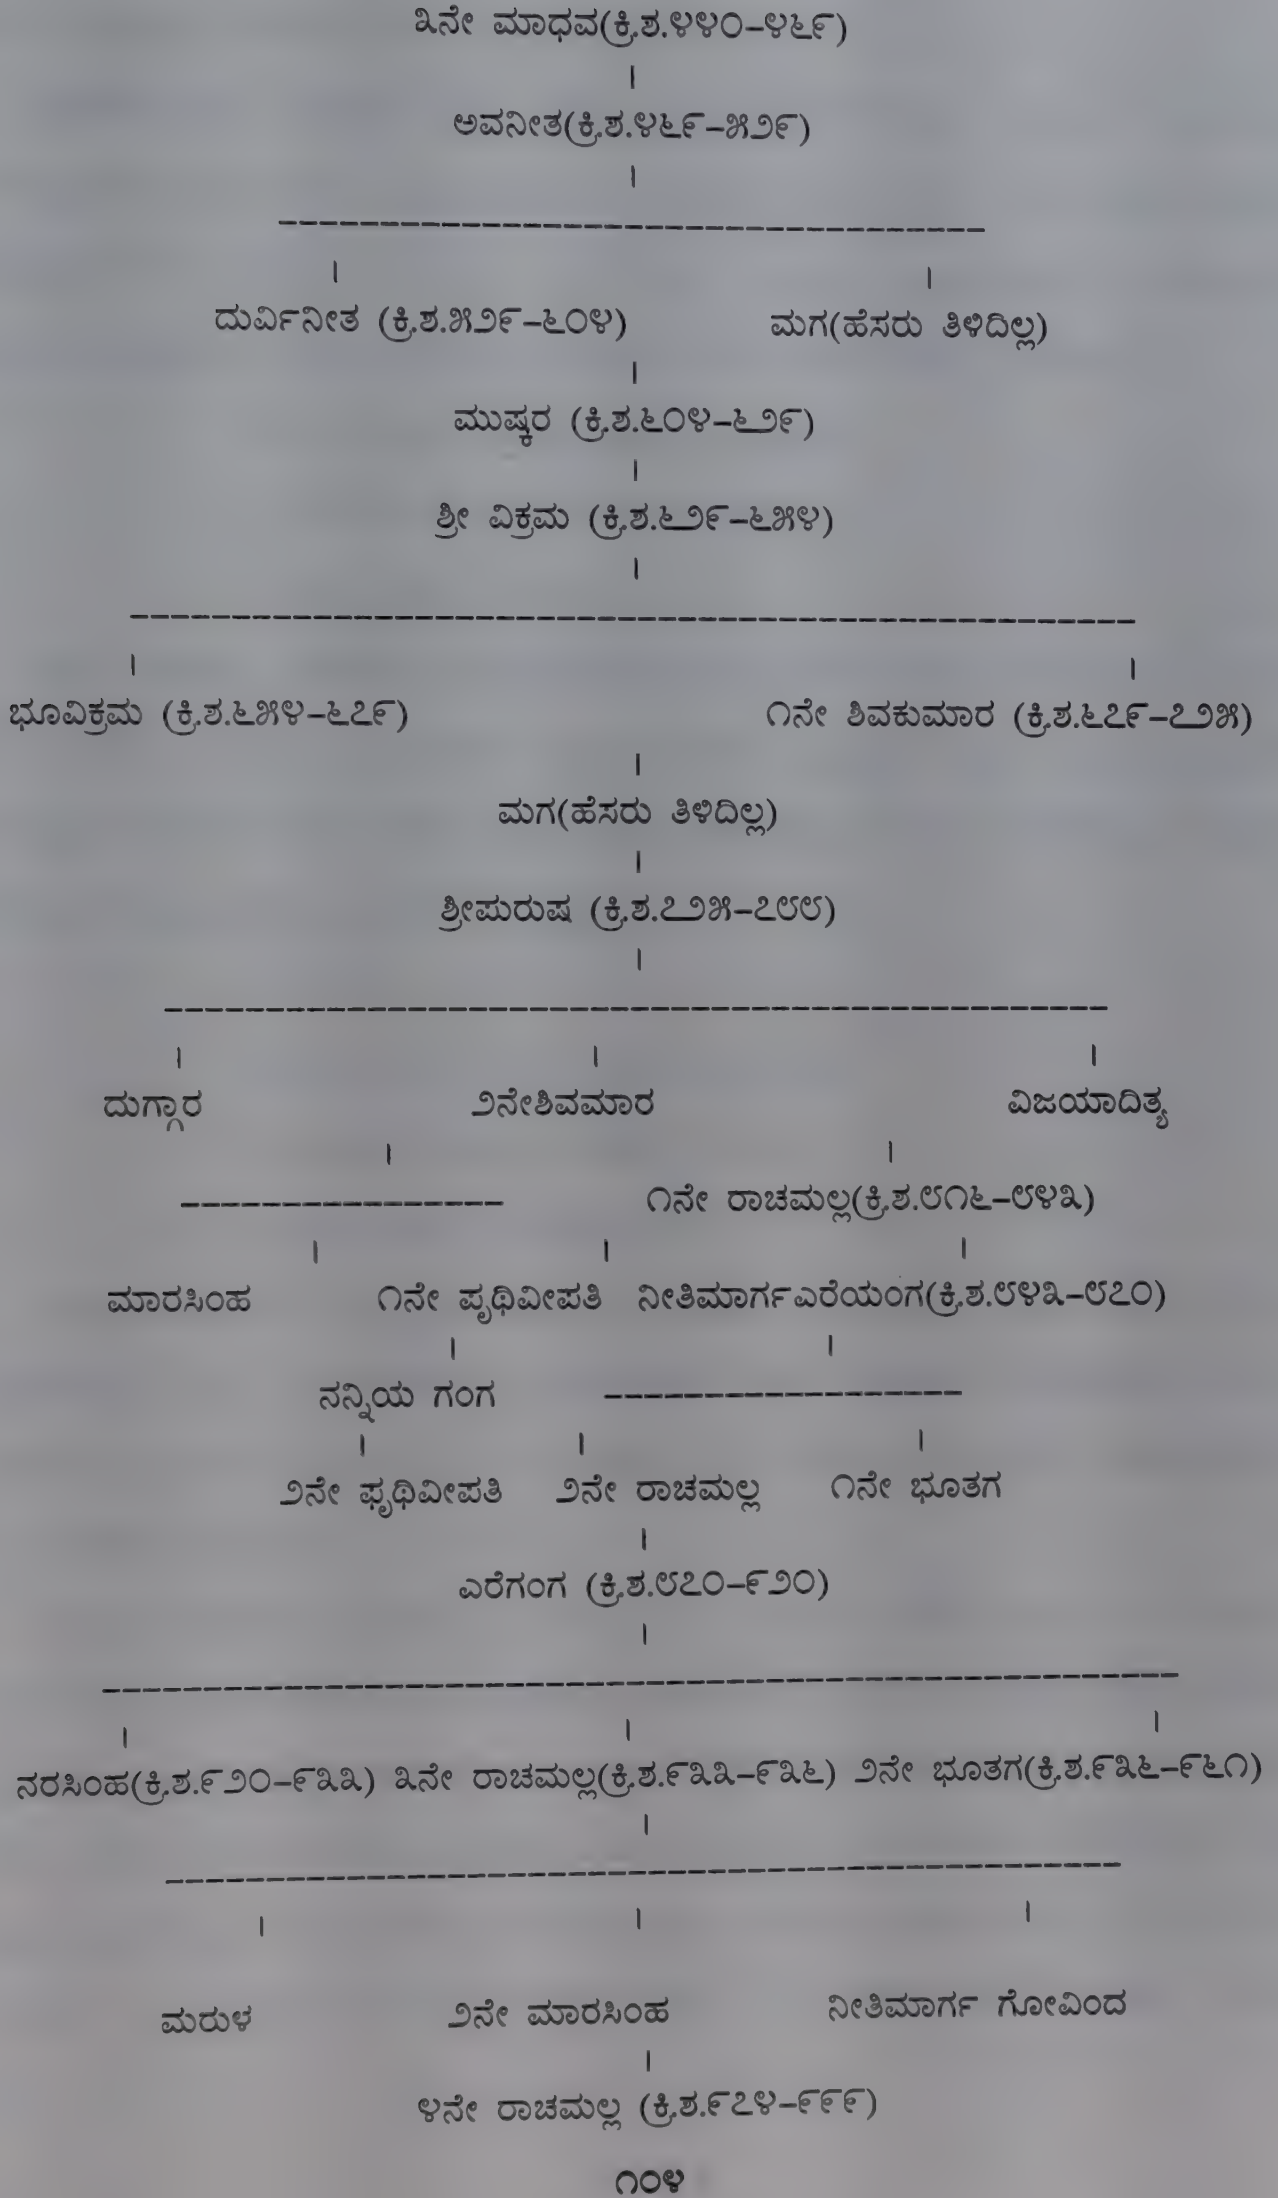 ೩ನೇ ಮಾಧವ(ಕ್ರಿ.ಶ.೪೪೦–೪೬೯)
ಅವನೀತ(ಕ್ರಿ.ಶ.೪೬೯–೫೨೯)
ದುರ್ವಿನೀತ (ಕ್ರಿ.ಶ.೫೨೯–೬೦೪) ಮಗ(ಹೆಸರು ತಿಳಿದಿಲ್ಲ)
ಮುಷ್ಕರ (ಕ್ರಿ.ಶ.೬೦೪–೬೨೯)
ಶ್ರೀ ವಿಕ್ರಮ (ಕ್ರಿ.ಶ.೬೨೯–೬೫೪)
ಭೂವಿಕ್ರಮ (ಕ್ರಿ.ಶ.೬೫೪–೬೭೯) ೧ನೇ ಶಿವಕುಮಾರ (ಕ್ರಿ.ಶ.೬೭೯–೭೨೫)
ಮಗ(ಹೆಸರು ತಿಳಿದಿಲ್ಲ)
ಶ್ರೀಪುರುಷ (ಕ್ರಿ.ಶ.೭೨೫–೭೮೮)
ದುಗ್ಗಾರ ೨ನೇಶಿವಮಾರ ವಿಜಯಾದಿತ್ಯ
೧ನೇ ರಾಚಮಲ್ಲ(ಕ್ರಿ.ಶ.೮೧೬–೮೪೩)
ಮಾರಸಿಂಹ ೧ನೇ ಪೃಥಿವೀಪತಿ ನೀತಿಮಾರ್ಗಎರೆಯಂಗ(ಕ್ರಿ.ಶ.೮೪೩–೮೭೦)
ನನ್ನಿಯ ಗಂಗ
೨ನೇ ಫೃಥಿವೀಪತಿ ೨ನೇ ರಾಚಮಲ್ಲ ೧ನೇ ಭೂತಗ
ಎರೆಗಂಗ (ಕ್ರಿ.ಶ.೮೭೦–೯೨೦)
ನರಸಿಂಹ(ಕ್ರಿ.ಶ.೯೨೦–೯೩೩) ೩ನೇ ರಾಚಮಲ್ಲ(ಕ್ರಿ.ಶ.೯೩೩–೯೩೬) ೨ನೇ ಭೂತಗ(ಕ್ರಿ.ಶ.೯೩೬–೯೬೧)
ಮರುಳ ೨ನೇ ಮಾರಸಿಂಹ ನೀತಿಮಾರ್ಗ ಗೋವಿಂದ
೪ನೇ ರಾಚಮಲ್ಲ (ಕ್ರಿ.ಶ.೯೭೪–೯೯೯)
೧೦೪